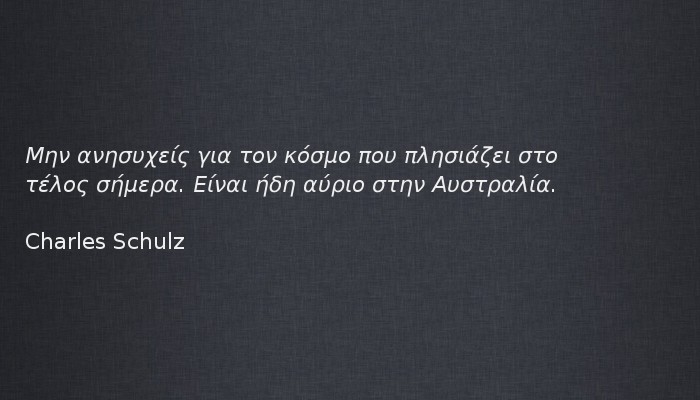 Μην ανησυχείς για τον κόσμο που πλησιάζει στο
τέλος σήμερα. Είναι ήδη αύριο στην Αυστραλία.
Charles Schulz